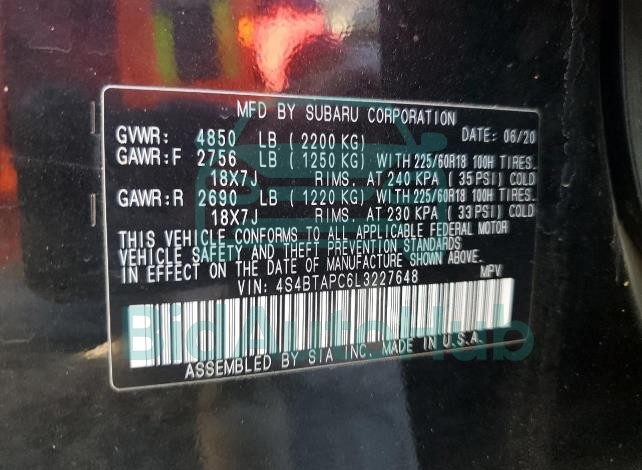 MFD BY SUBARU CORPORATION
GVWR: 4850 LB ( 2200 KG) DATE: 06/20
GAWR:F 2756 LB ( 1250 KG) WITH 225/60R18 100H TIRES.
18X7J RIMS. AT 240 KPA ( 35 PSI) COLD
GAWR:R 2690 LB ( 1220 KG) WITH 225/60R18 100H TIRES.
18X7J RIMS. AT 230 KPA ( 33 PSI) COLD
THIS VEHICLE CONFORMS TO ALL APPLICABLE FEDERAL MOTOR
VEHICLE SAFETY AND THEFT PREVENTION STANDARDS
IN EFFECT ON THE DATE OF MANUFACTURE SHOWN ABOVE.
VIN: 4S4BTAPC6L3227648 MPV
BidAutoHub
ASSEMBLED BY SIA INC. MADE IN U.S.A.